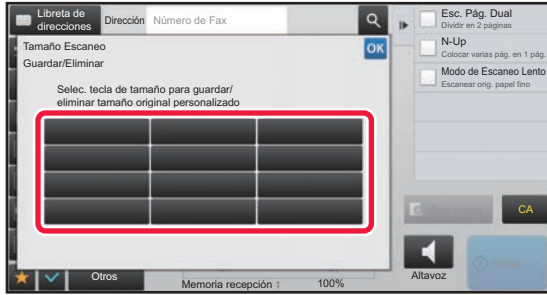 Libreta de
direcciones
Dirección
Número de Fax
Tamaño Escaneo
OK
Guardar/Eliminar
Selec. tecla de tamaño para guardar/
eliminar tamaño original personalizado
Esc. Pág. Dual
Dividir en 2 páginas
N-Up
Colocar varias pág. en 1 pág.
Modo de Escaneo Lento
Escanear orig. papel fino
CA
Otros
Memoria recepción :
100%
Altavoz